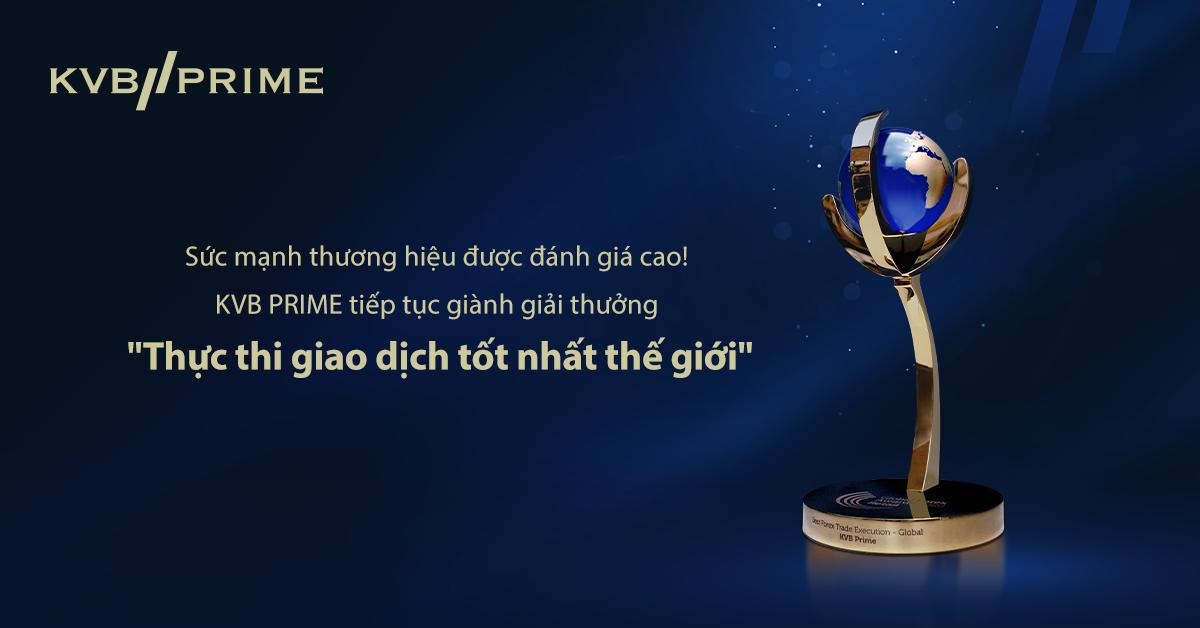 KVB PRIME
Sức mạnh thương hiệu được đánh giá cao!
KVB PRIME tiếp tục giành giải thưởng
"Thực thi giao dịch tốt nhất thế giới"
Best Forex Trade Execution - Global
KVB Prime